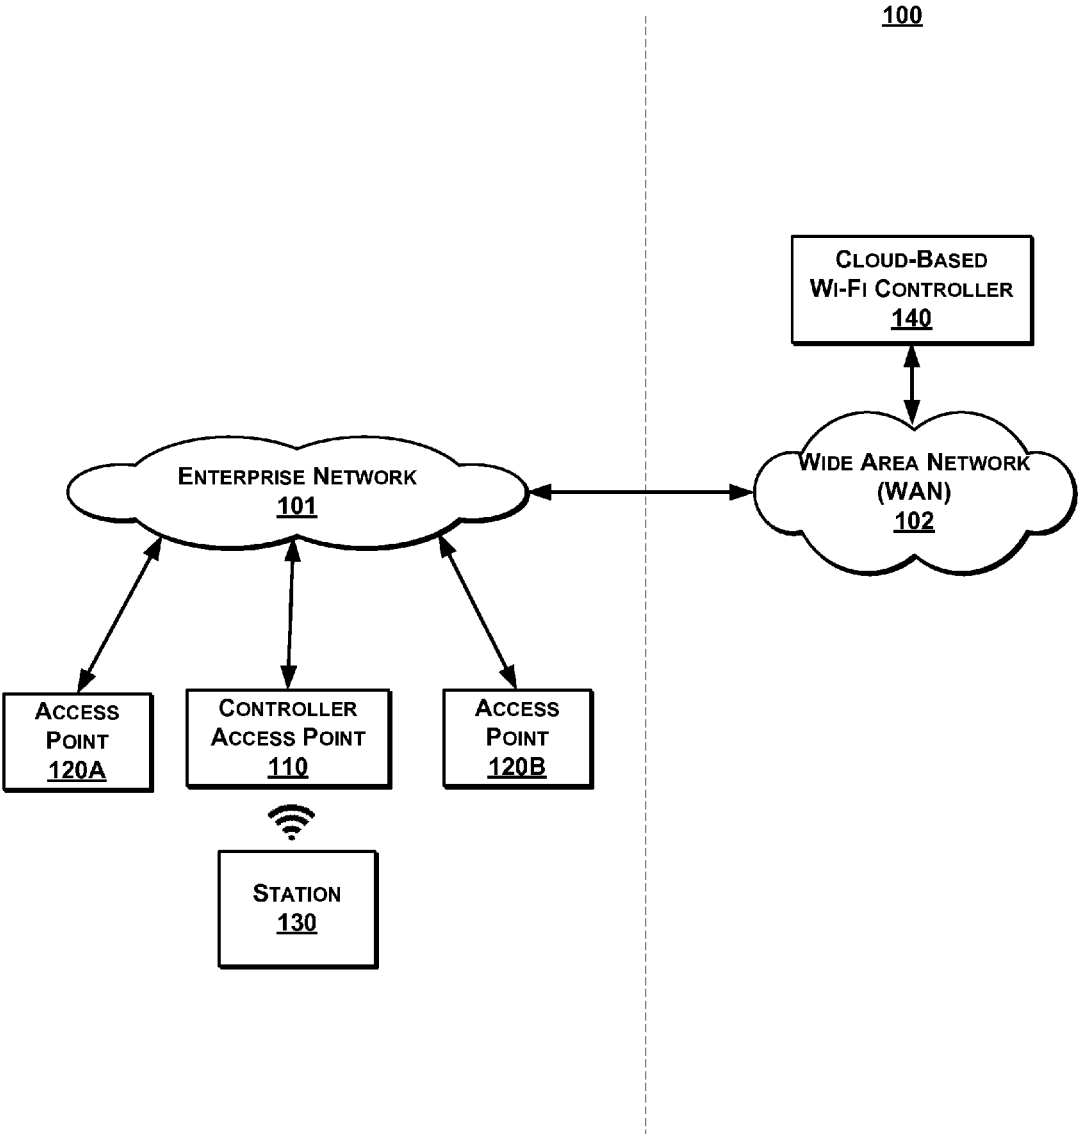 100
CLOUD-BASED
WI-FI CONTROLLER
140
ENTERPRISE NETWORK
101
WIDE AREA NETWORK
(WAN)
102
ACCESS
POINT
120A
CONTROLLER
ACCESS POINT
110
ACCESS
POINT
120B
STATION
130